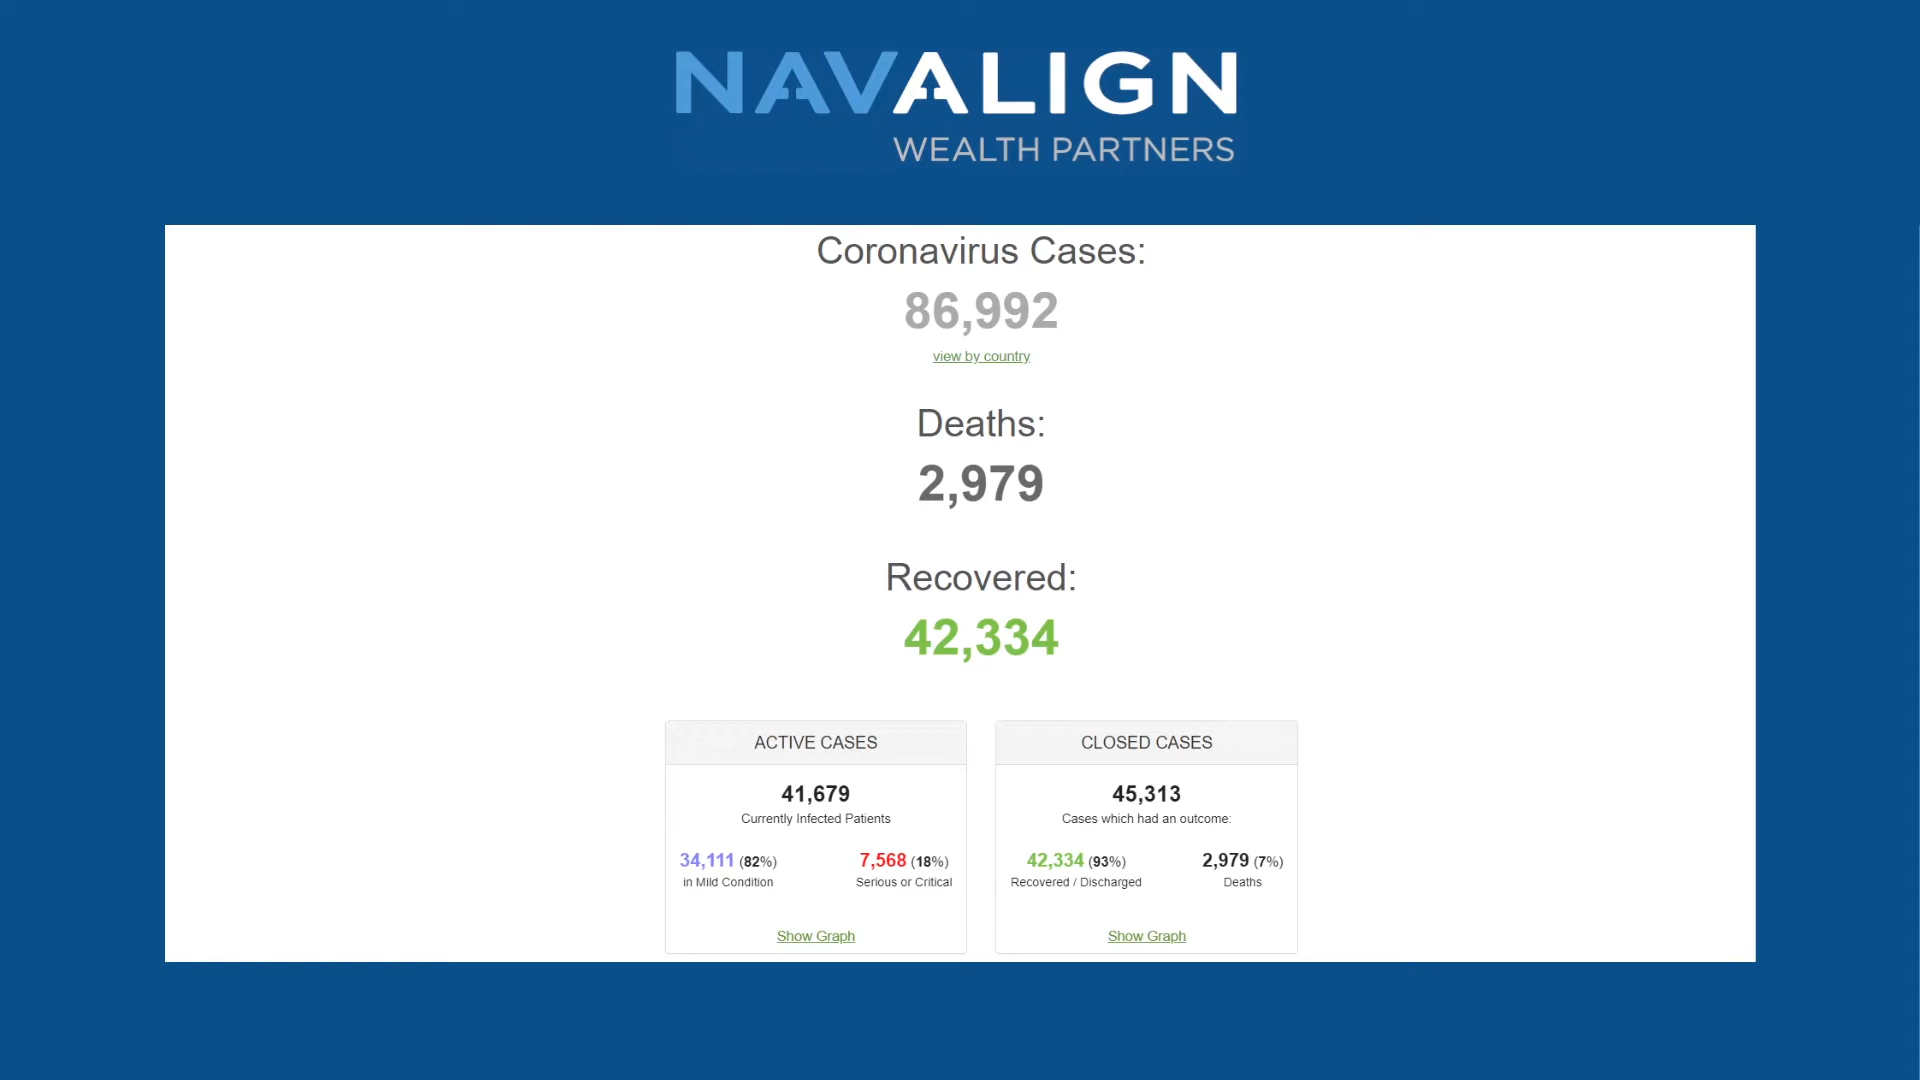 NAVALIGN
WEALTH PARTNERS
Coronavirus Cases:
86,992
view by country
Deaths:
2,979
Recovered:
42,334
ACTIVE CASES
41,679
Currently Infected Patients
34,111 (82%)
in Mild Condition
7,568 (18%)
Serious or Critical
Show Graph
CLOSED CASES
45,313
Cases which had an outcome:
42,334 (93%)
Recovered / Discharged
2,979 (7%)
Deaths
Show Graph